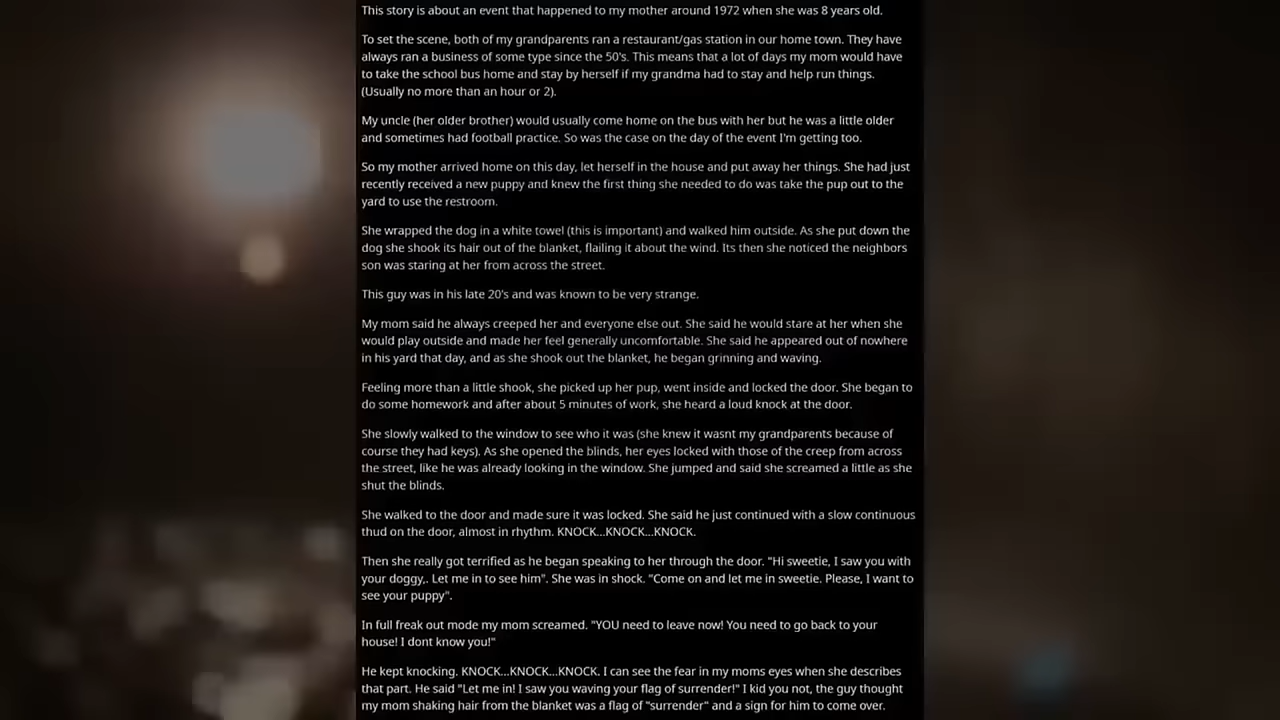 This story is about an event that happened to my mother around 1972 when she was 8 years old.
To set the scene, both of my grandparents ran a restaurant/gas station in our home town. They have
always ran a business of some type since the 50's. This means that a lot of days my mom would have
to take the school bus home and stay by herself if my grandma had to stay and help run things.
(Usually no more than an hour or 2).
My uncle (her older brother) would usually come home on the bus with her but he was a little older
and sometimes had football practice. So was the case on the day of the event I'm getting too.
So my mother arrived home on this day, let herself in the house and put away her things. She had just
recently received a new puppy and knew the first thing she needed to do was take the pup out to the
yard to use the restroom.
She wrapped the dog in a white towel (this is important) and walked him outside. As she put down the
dog she shook its hair out of the blanket, flailing it about the wind. Its then she noticed the neighbors
son was staring at her from across the street.
This guy was in his late 20's and was known to be very strange.
My mom said he always creeped her and everyone else out. She said he would stare at her when she
would play outside and made her feel generally uncomfortable. She said he appeared out of nowhere
in his yard that day, and as she shook out the blanket, he began grinning and waving.
Feeling more than a little shook, she picked up her pup, went inside and locked the door. She began to
do some homework and after about 5 minutes of work, she heard a loud knock at the door.
She slowly walked to the window to see who it was (she knew it wasnt my grandparents because of
course they had keys). As she opened the blinds, her eyes locked with those of the creep from across
the street, like he was already looking in the window. She jumped and said she screamed a little as she
shut the blinds.
She walked to the door and made sure it was locked. She said he just continued with a slow continuous
thud on the door, almost in rhythm. KNOCK...KNOCK...KNOCK.
Then she really got terrified as he began speaking to her through the door. "Hi sweetie, I saw you with
your doggy,. Let me in to see him". She was in shock. "Come on and let me in sweetie. Please, I want to
see your puppy".
In full freak out mode my mom screamed. "YOU need to leave now! You need to go back to your
house! I dont know you!"
He kept knocking. KNOCK...KNOCK...KNOCK. I can see the fear in my moms eyes when she describes
that part. He said "Let me in! I saw you waving your flag of surrender!" I kid you not, the guy thought
my mom shaking hair from the blanket was a flag of "surrender" and a sign for him to come over.